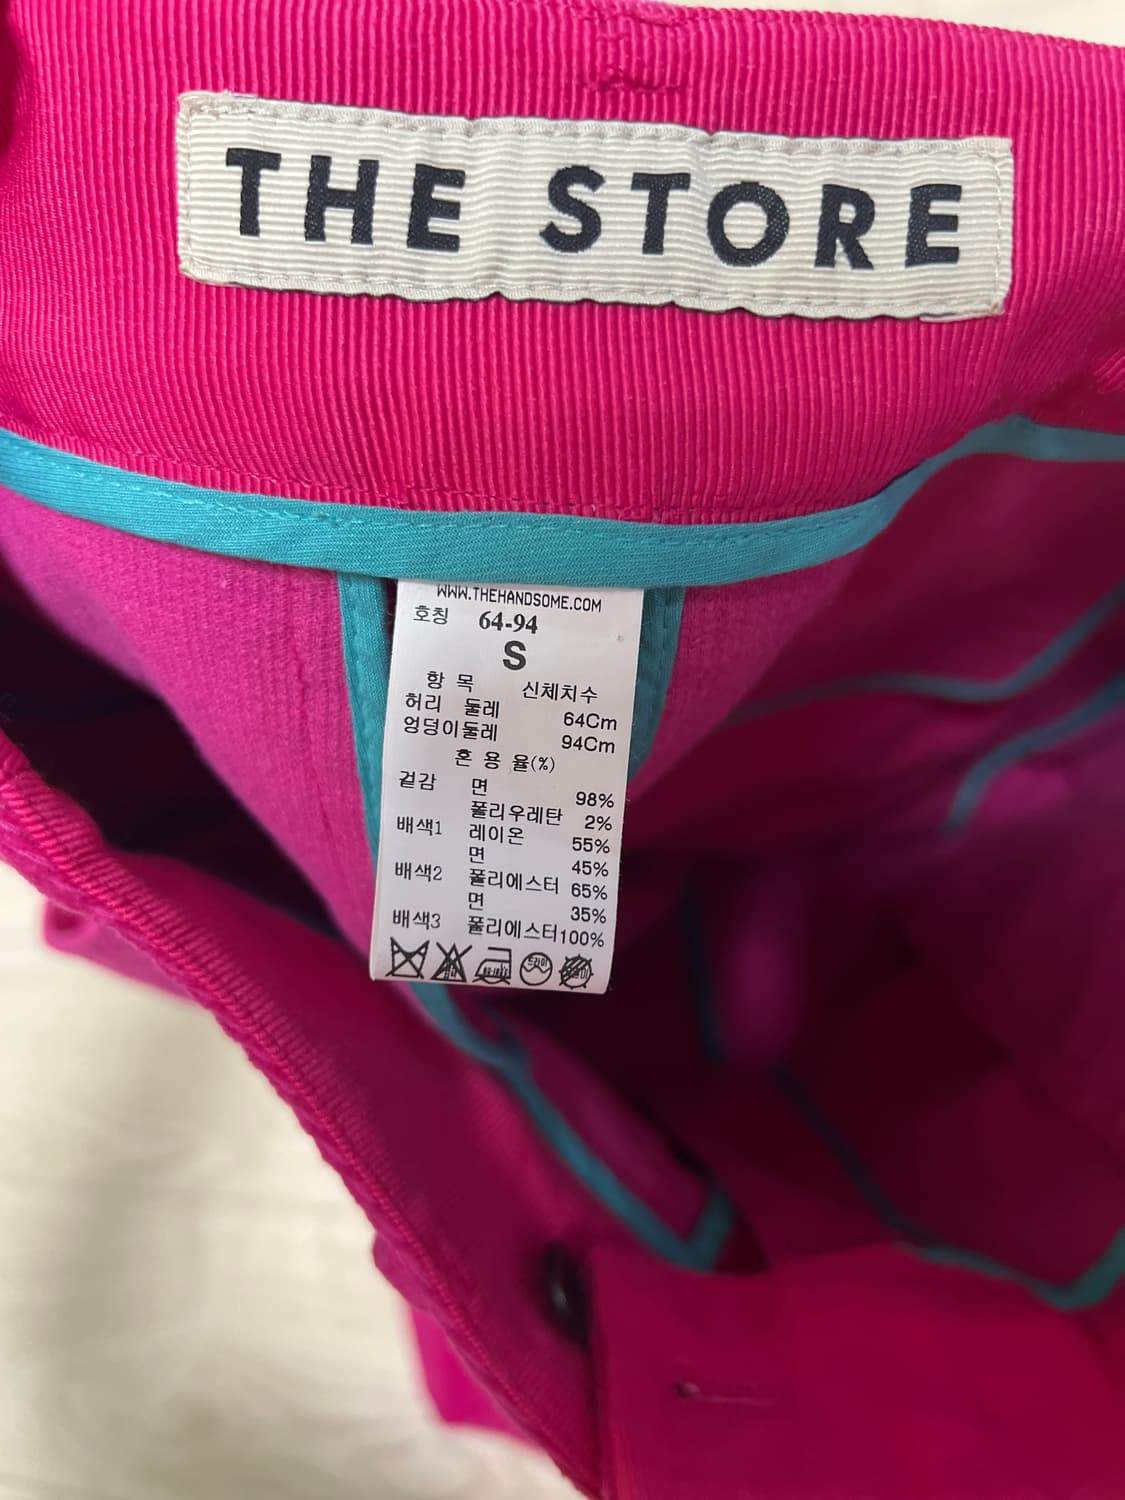 THE STORE
WWW.THEHANDSOME.COM
호칭 64-94
S
항 목 신체치수
허리 둘레 64Cm
엉덩이둘레 94Cm
혼 용 율(%)
겉감 면 98%
폴리우레탄 2%
배색1 레이온 55%
면 45%
배색2 폴리에스터 65%
면 35%
배색3 폴리에스터100%
드라이